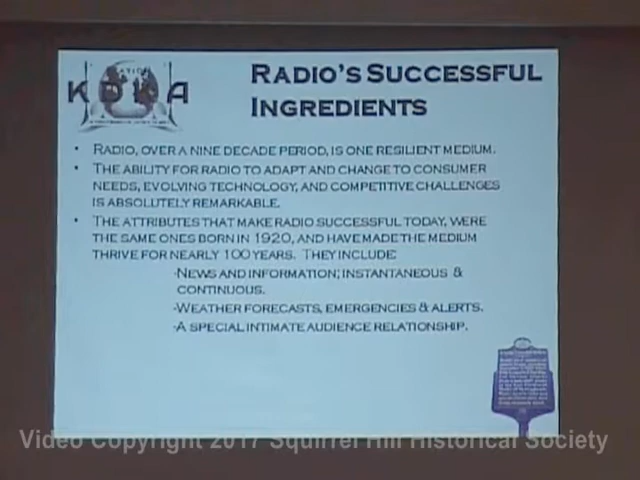 STATION
KDKA
RADIO'S SUCCESSFUL
INGREDIENTS
• RADIO, OVER A NINE DECADE PERIOD, IS ONE RESILIENT MEDIUM.
• THE ABILITY FOR RADIO TO ADAPT AND CHANGE TO CONSUMER
NEEDS, EVOLVING TECHNOLOGY, AND COMPETITIVE CHALLENGES
IS ABSOLUTELY REMARKABLE.
• THE ATTRIBUTES THAT MAKE RADIO SUCCESSFUL TODAY, WERE
THE SAME ONES BORN IN 1920, AND HAVE MADE THE MEDIUM
THRIVE FOR NEARLY 100 YEARS. THEY INCLUDE
-NEWS AND INFORMATION; INSTANTANEOUS &
CONTINUOUS.
-WEATHER FORECASTS, EMERGENCIES & ALERTS.
-A SPECIAL INTIMATE AUDIENCE RELATIONSHIP.
Video Copyright 2017 Squirrel Hill Historical Society